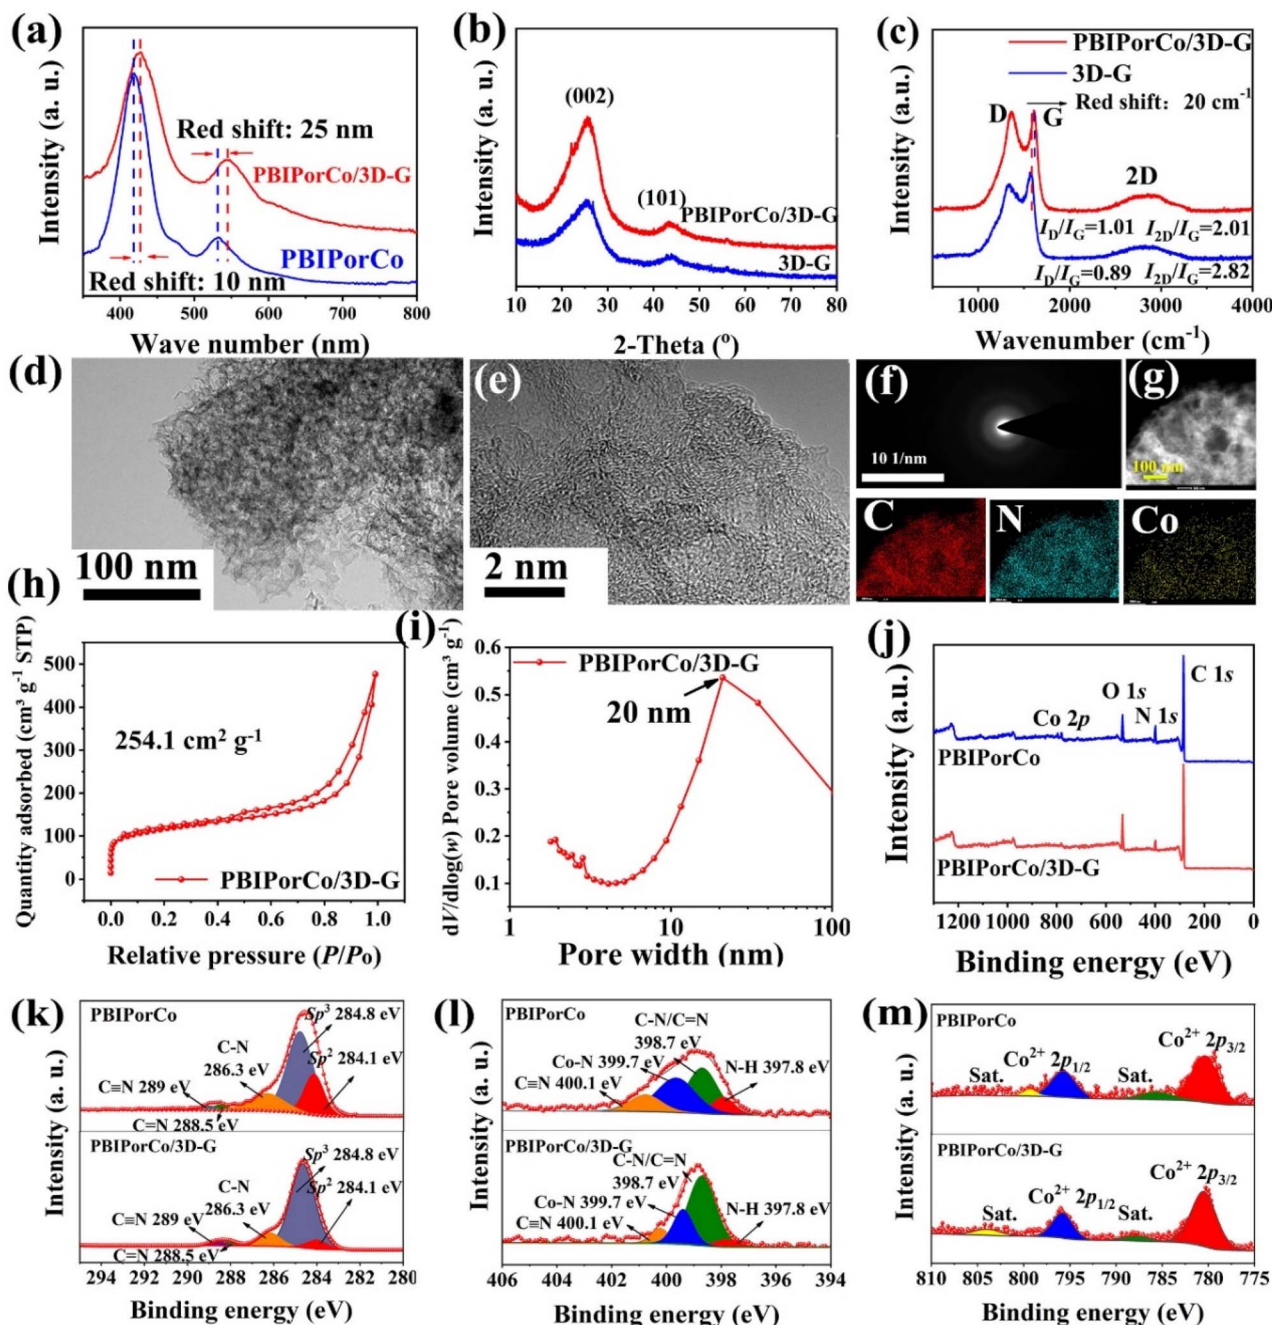 (a)
Intensity (a. u.)
Red shift: 25 nm
PBIPorCo/3D-G
PBIPorCo
Red shift: 10 nm
400 500 600 700 800
Wave number (nm)
(b)
Intensity (a. u.)
(002)
(101)
PBIPorCo/3D-G
3D-G
10 20 30 40 50 60 70 80
2-Theta (º)
(c)
Intensity (a.u.)
PBIPorCo/3D-G
3D-G
Red shift: 20 cm⁻¹
D G
2D
I_D/I_G=1.01 I_2D/I_G=2.01
I_D/I_G=0.89 I_2D/I_G=2.82
1000 2000 3000 4000
Wavenumber (cm⁻¹)
(d)
100 nm
(e)
2 nm
(f)
10 1/nm
(g)
100 nm
C
N
Co
(h)
Quantity adsorbed (cm³ g⁻¹ STP)
500
400
300
200
100
0
254.1 cm² g⁻¹
PBIPorCo/3D-G
0.0 0.2 0.4 0.6 0.8 1.0
Relative pressure (P/Po)
(i)
dV/dlog(w) Pore volume (cm³ g⁻¹)
0.6
0.5
0.4
0.3
0.2
0.1
PBIPorCo/3D-G
20 nm
1 10 100
Pore width (nm)
(j)
Intensity (a.u.)
C 1s
O 1s
N 1s
Co 2p
PBIPorCo
PBIPorCo/3D-G
1200 1000 800 600 400 200 0
Binding energy (eV)
(k)
Intensity (a. u.)
PBIPorCo
Sp³ 284.8 eV
C-N
286.3 eV
Sp² 284.1 eV
C≡N 289 eV
C=N 288.5 eV
PBIPorCo/3D-G
Sp³ 284.8 eV
C-N
286.3 eV
Sp² 284.1 eV
C≡N 289 eV
C=N 288.5 eV
295 294 292 290 288 286 284 282 280
Binding energy (eV)
(l)
Intensity (a. u.)
PBIPorCo
C-N/C=N
398.7 eV
Co-N 399.7 eV
N-H 397.8 eV
C≡N 400.1 eV
PBIPorCo/3D-G
C-N/C=N
398.7 eV
Co-N 399.7 eV
N-H 397.8 eV
C≡N 400.1 eV
406 404 402 400 398 396 394
Binding energy (eV)
(m)
Intensity (a. u.)
PBIPorCo
Co²⁺ 2p3/2
Co²⁺ 2p1/2
Sat.
Sat.
PBIPorCo/3D-G
Co²⁺ 2p3/2
Co²⁺ 2p1/2
Sat.
Sat.
810 805 800 795 790 785 780 775
Binding energy (eV)